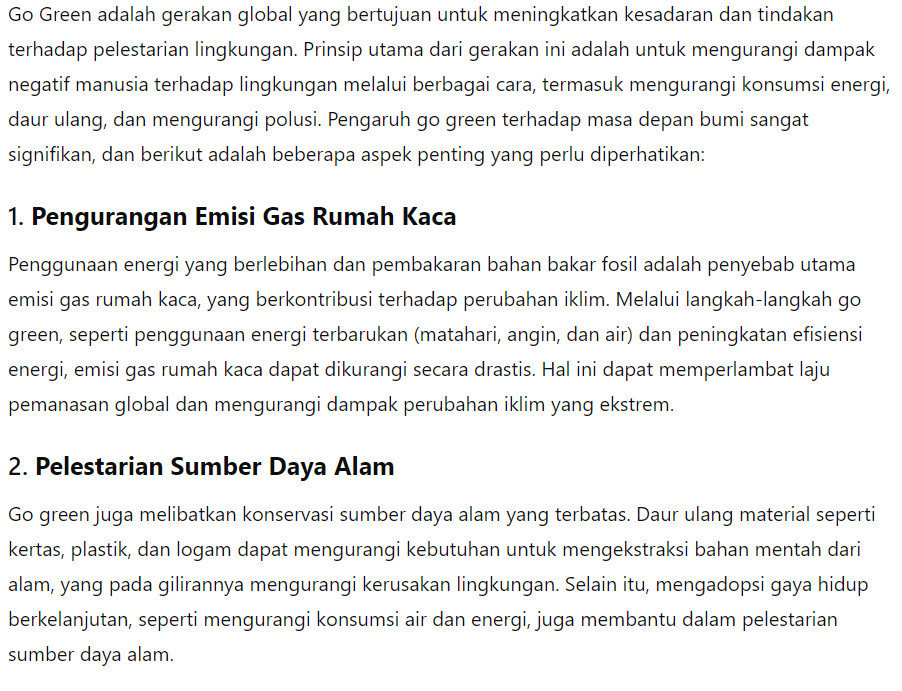 Go Green adalah gerakan global yang bertujuan untuk meningkatkan kesadaran dan tindakan
terhadap pelestarian lingkungan. Prinsip utama dari gerakan ini adalah untuk mengurangi dampak
negatif manusia terhadap lingkungan melalui berbagai cara, termasuk mengurangi konsumsi energi,
daur ulang, dan mengurangi polusi. Pengaruh go green terhadap masa depan bumi sangat
signifikan, dan berikut adalah beberapa aspek penting yang perlu diperhatikan:
1. Pengurangan Emisi Gas Rumah Kaca
Penggunaan energi yang berlebihan dan pembakaran bahan bakar fosil adalah penyebab utama
emisi gas rumah kaca, yang berkontribusi terhadap perubahan iklim. Melalui langkah-langkah go
green, seperti penggunaan energi terbarukan (matahari, angin, dan air) dan peningkatan efisiensi
energi, emisi gas rumah kaca dapat dikurangi secara drastis. Hal ini dapat memperlambat laju
pemanasan global dan mengurangi dampak perubahan iklim yang ekstrem.
2. Pelestarian Sumber Daya Alam
Go green juga melibatkan konservasi sumber daya alam yang terbatas. Daur ulang material seperti
kertas, plastik, dan logam dapat mengurangi kebutuhan untuk mengekstraksi bahan mentah dari
alam, yang pada gilirannya mengurangi kerusakan lingkungan. Selain itu, mengadopsi gaya hidup
berkelanjutan, seperti mengurangi konsumsi air dan energi, juga membantu dalam pelestarian
sumber daya alam.